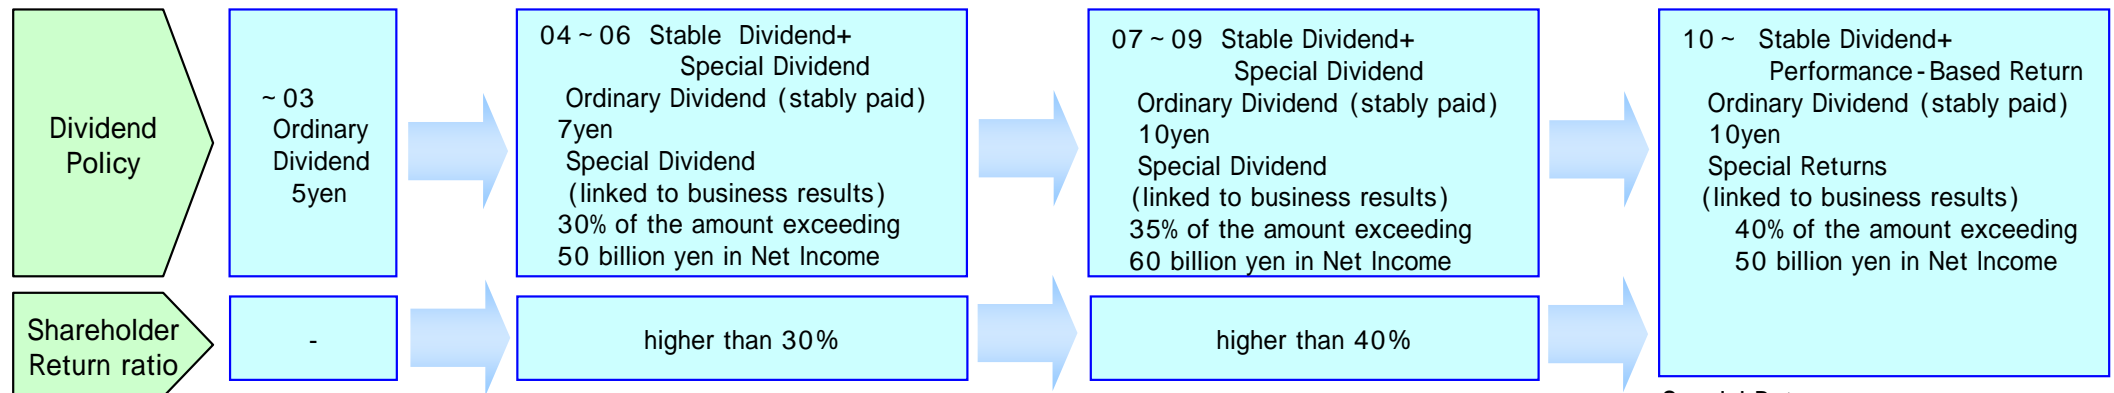 Dividend
Policy
~03
Ordinary
Dividend
5yen
04~06 Stable Dividend+
Special Dividend
Ordinary Dividend (stably paid)
7yen
Special Dividend
(linked to business results)
30% of the amount exceeding
50 billion yen in Net Income
07~09 Stable Dividend+
Special Dividend
Ordinary Dividend (stably paid)
10yen
Special Dividend
(linked to business results)
35% of the amount exceeding
60 billion yen in Net Income
10~ Stable Dividend+
Performance-Based Return
Ordinary Dividend (stably paid)
10yen
Special Returns
(linked to business results)
40% of the amount exceeding
50 billion yen in Net Income
Shareholder
Return ratio
-
higher than 30%
higher than 40%